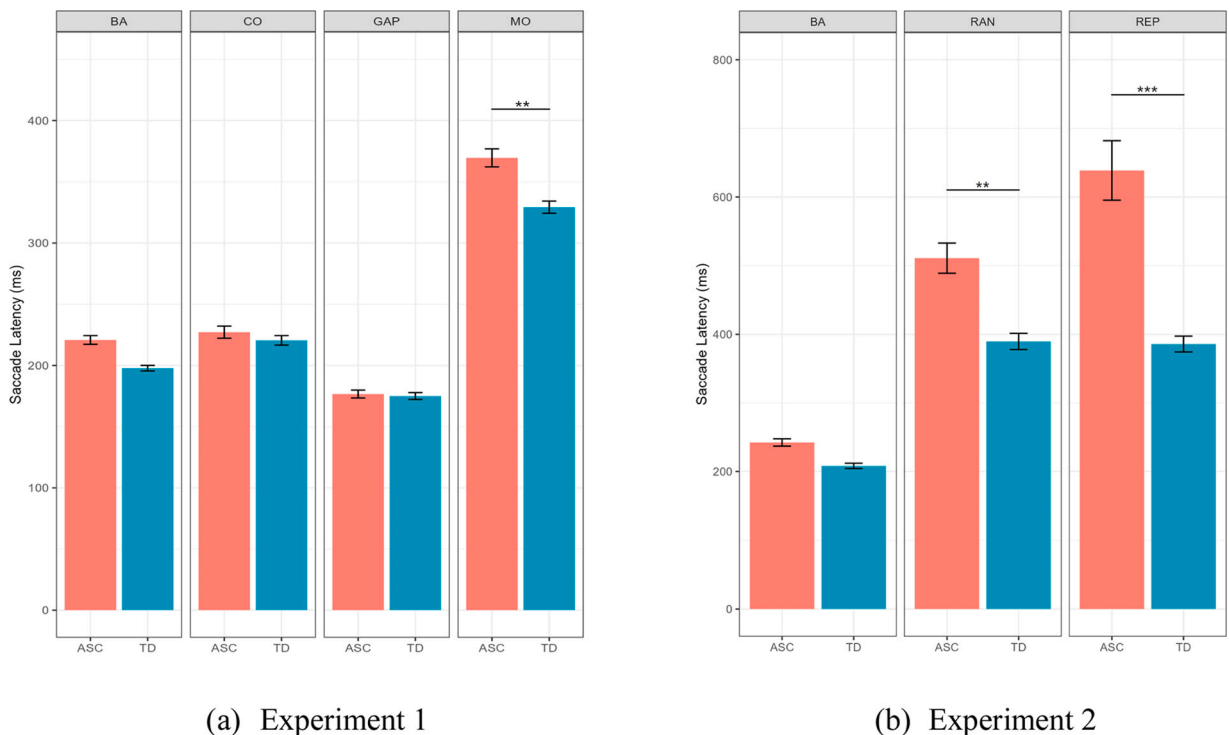 BA CO GAP MO
**
400
300
200
100
0
Saccade Latency (ms)
ASC TD ASC TD ASC TD ASC TD
(a) Experiment 1
BA RAN REP
800
***
**
600
400
200
0
Saccade Latency (ms)
ASC TD ASC TD ASC TD
(b) Experiment 2